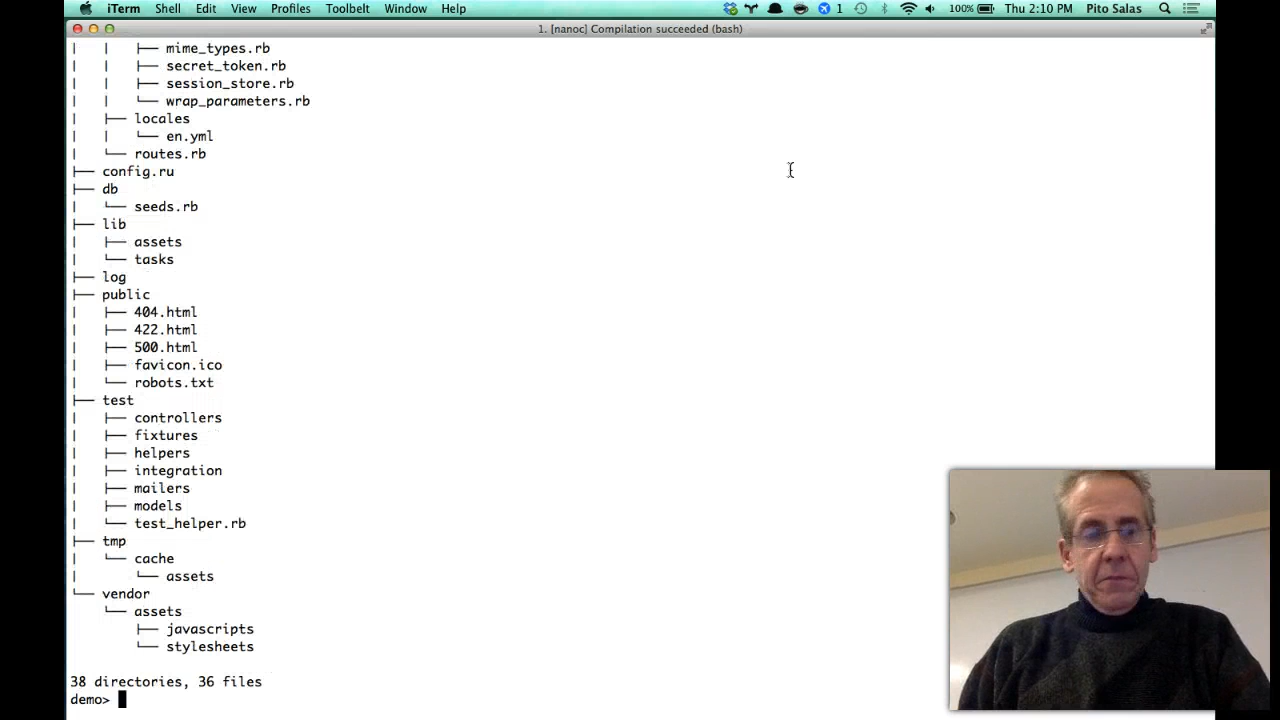 iTerm Shell Edit View Profiles Toolbelt Window Help 1 100% Thu 2:10 PM Pito Salas
1. [nanoc] Compilation succeeded (bash)
│   │   ├── mime_types.rb
│   │   ├── secret_token.rb
│   │   ├── session_store.rb
│   │   └── wrap_parameters.rb
│   ├── locales
│   │   └── en.yml
│   └── routes.rb
├── config.ru
├── db
│   └── seeds.rb
├── lib
│   ├── assets
│   └── tasks
├── log
├── public
│   ├── 404.html
│   ├── 422.html
│   ├── 500.html
│   ├── favicon.ico
│   └── robots.txt
├── test
│   ├── controllers
│   ├── fixtures
│   ├── helpers
│   ├── integration
│   ├── mailers
│   ├── models
│   └── test_helper.rb
├── tmp
│   └── cache
│       └── assets
└── vendor
    └── assets
        ├── javascripts
        └── stylesheets
38 directories, 36 files
demo>